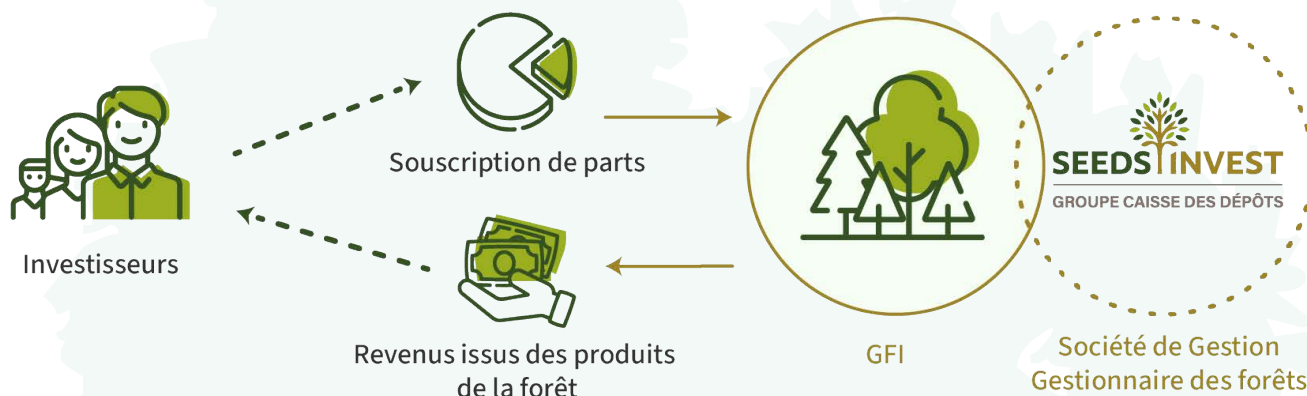 Investisseurs
Souscription de parts
Revenus issus des produits
de la forêt
GFI
SEEDS INVEST
GROUPE CAISSE DES DÉPÔTS
Société de Gestion
Gestionnaire des forêts